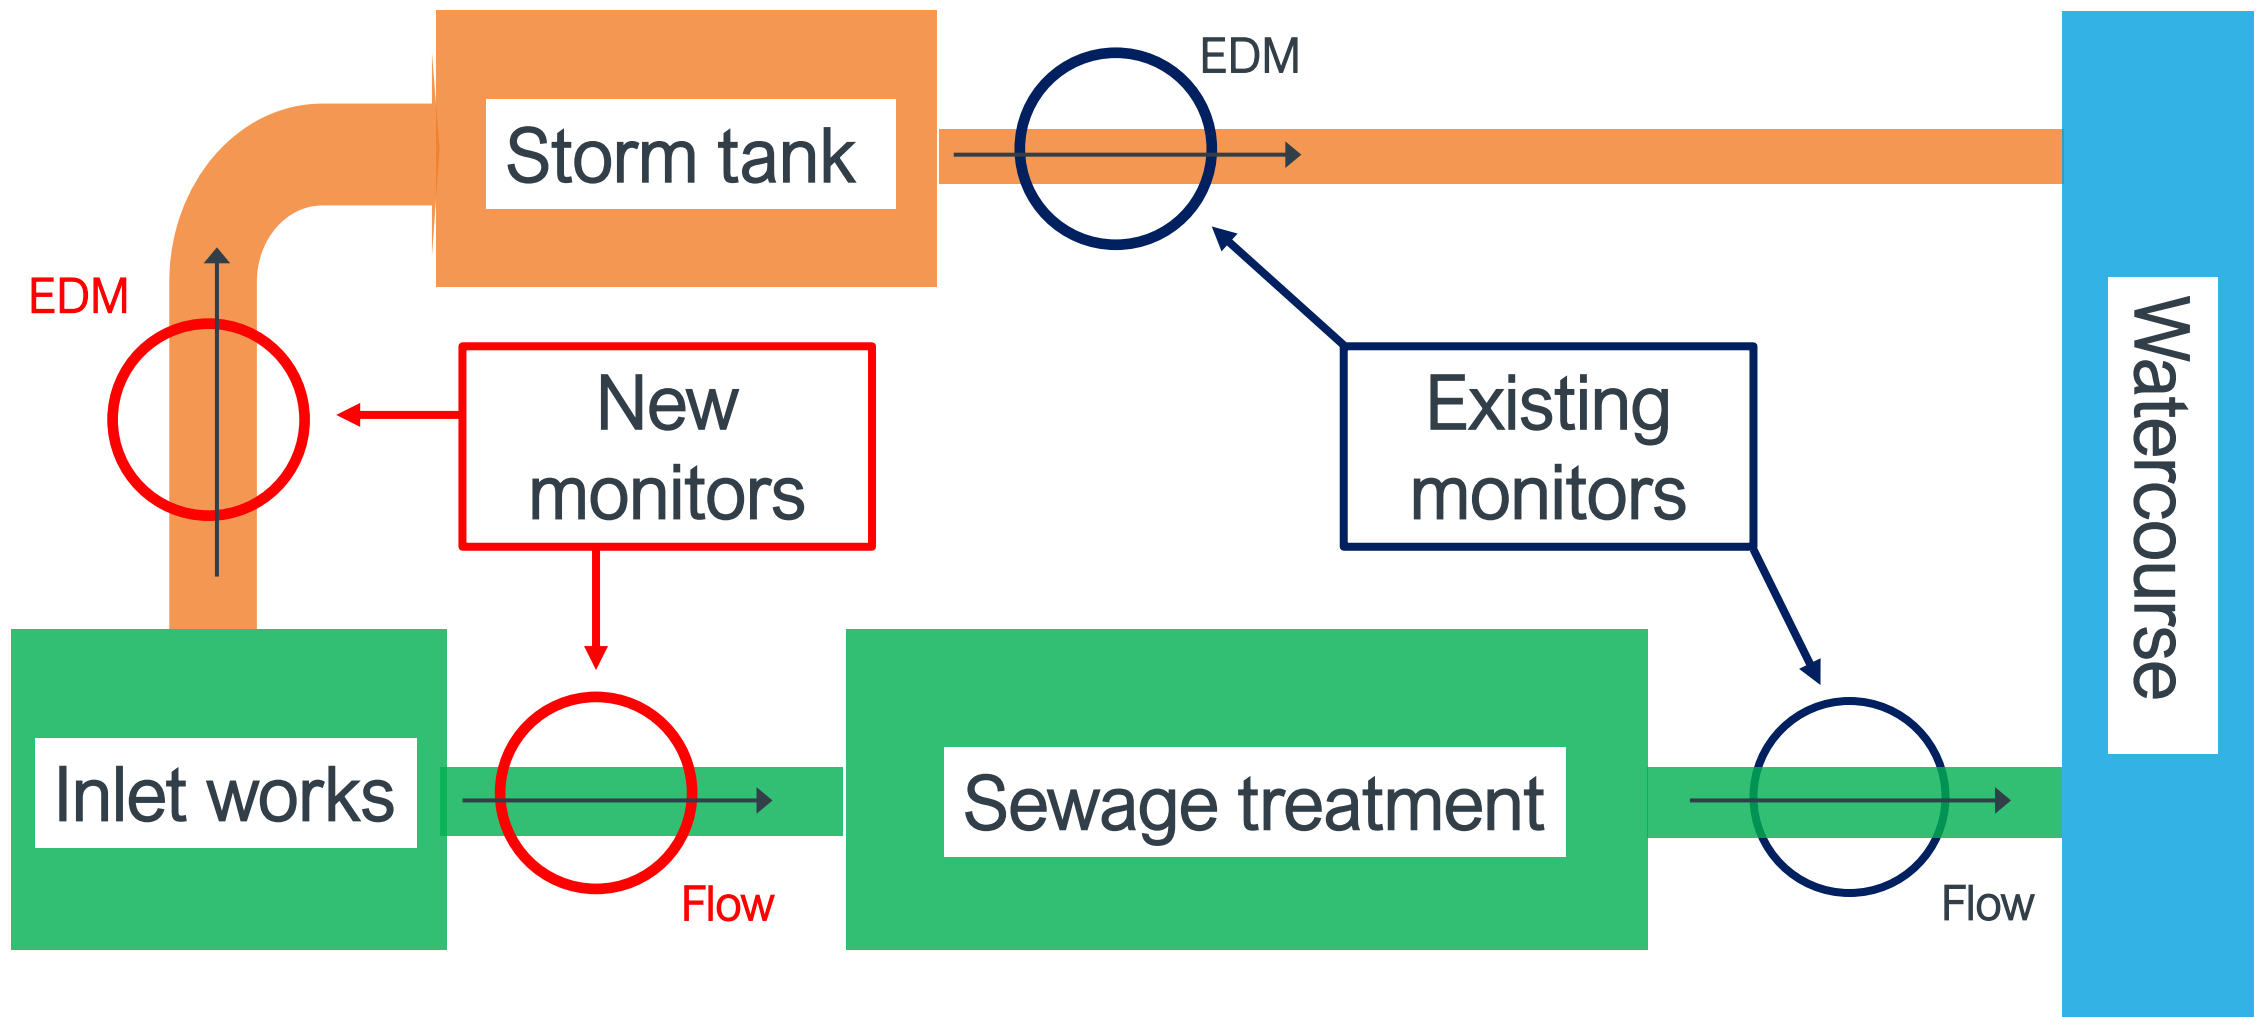 EDM
Storm tank
EDM
New
monitors
Existing
monitors
Watercourse
Inlet works
Sewage treatment
Flow
Flow